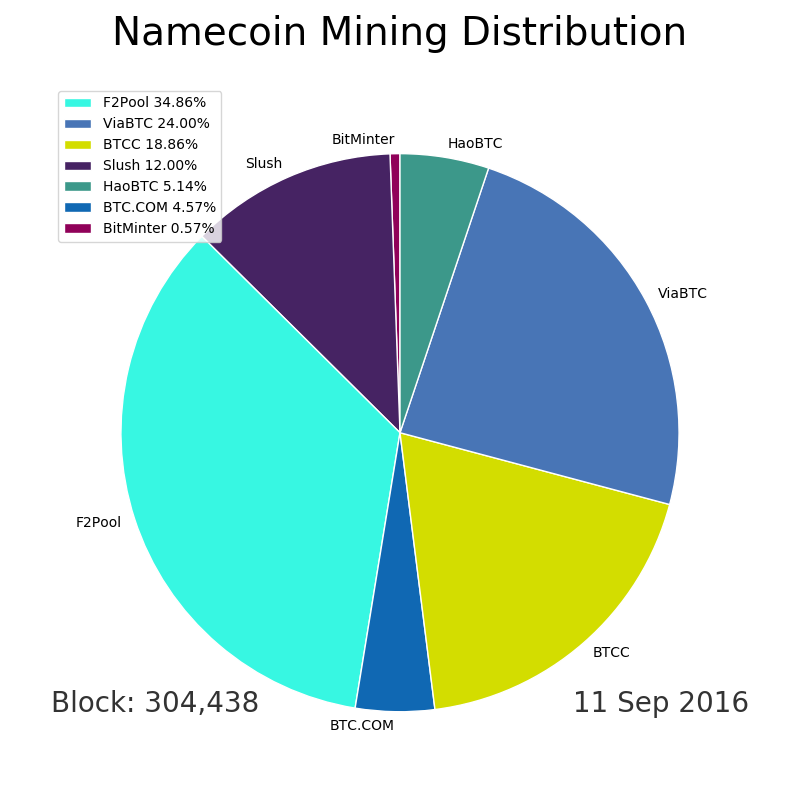 Namecoin Mining Distribution
F2Pool 34.86%
ViaBTC 24.00%
BTCC 18.86%
Slush 12.00%
HaoBTC 5.14%
BTC.COM 4.57%
BitMinter 0.57%
BitMinter
HaoBTC
Slush
ViaBTC
F2Pool
BTCC
Block: 304,438
11 Sep 2016
BTC.COM